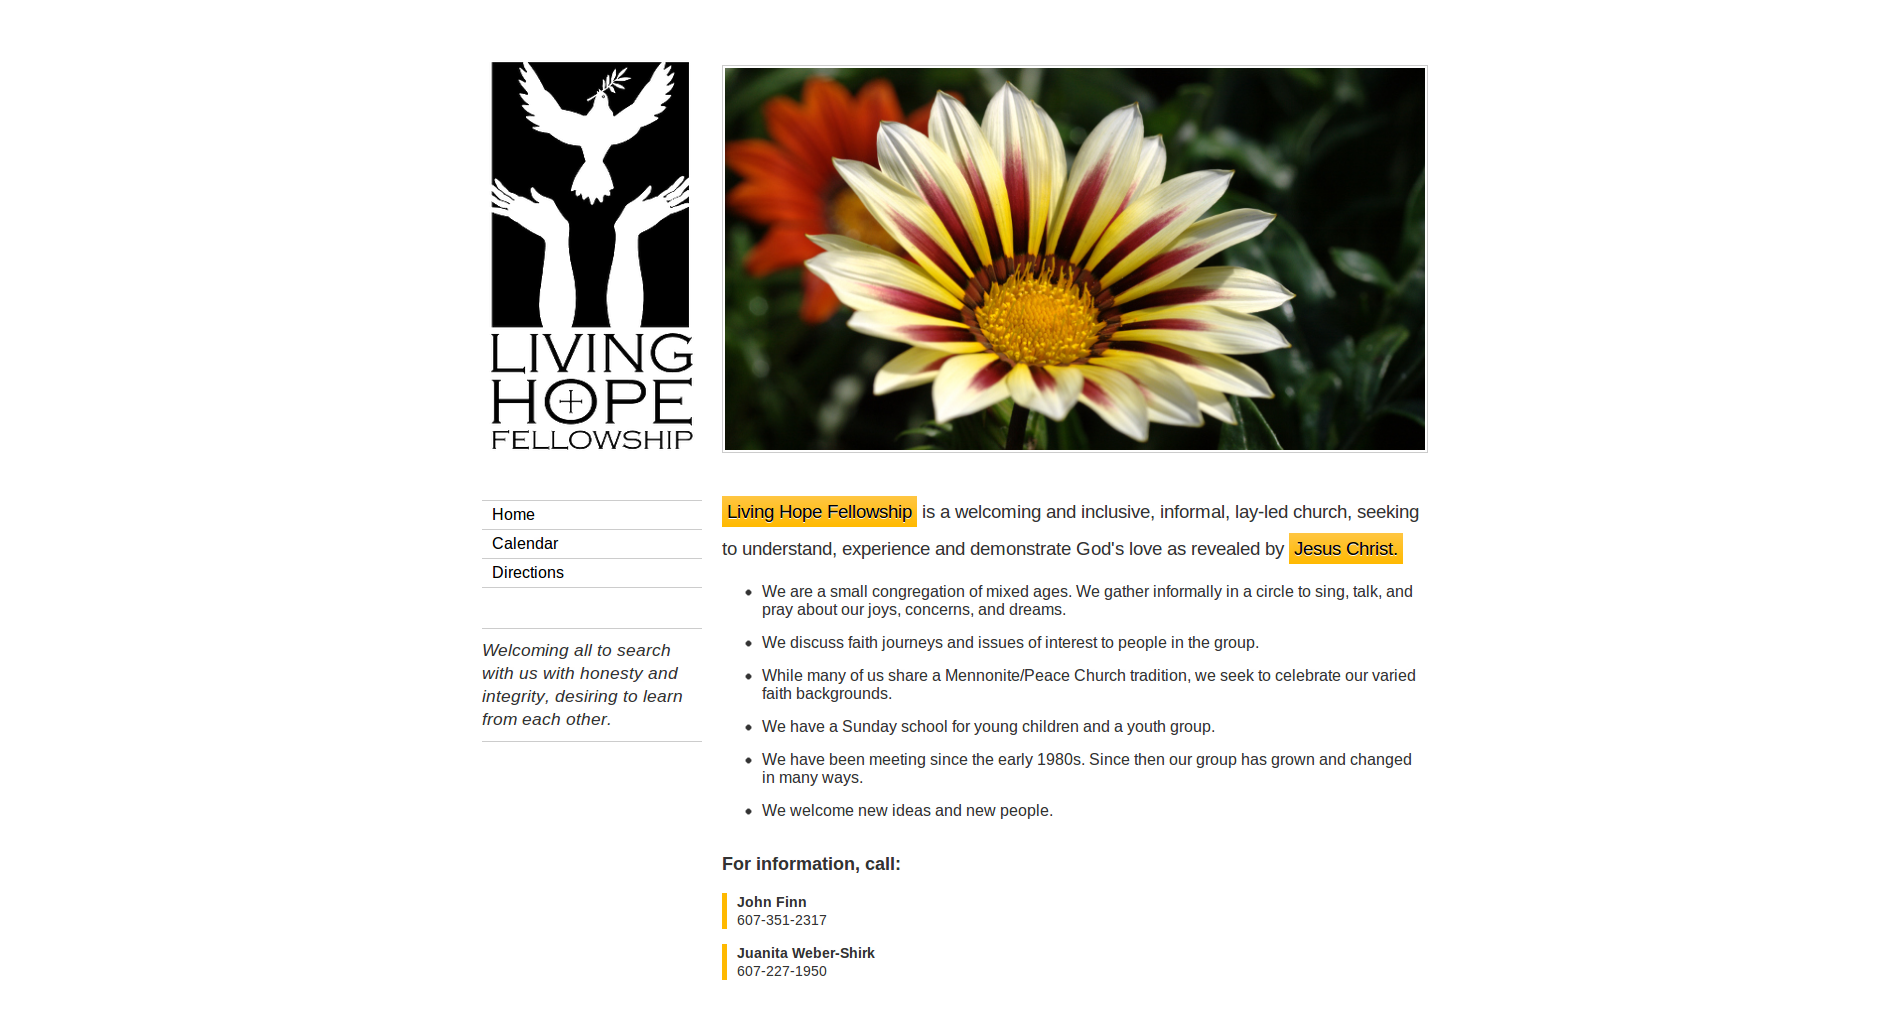 LIVING
HOPE
FELLOWSHIP
Home
Calendar
Directions
Welcoming all to search
with us with honesty and
integrity, desiring to learn
from each other.
Living Hope Fellowship is a welcoming and inclusive, informal, lay-led church, seeking
to understand, experience and demonstrate God's love as revealed by Jesus Christ.
We are a small congregation of mixed ages. We gather informally in a circle to sing, talk, and
pray about our joys, concerns, and dreams.
We discuss faith journeys and issues of interest to people in the group.
While many of us share a Mennonite/Peace Church tradition, we seek to celebrate our varied
faith backgrounds.
We have a Sunday school for young children and a youth group.
We have been meeting since the early 1980s. Since then our group has grown and changed
in many ways.
We welcome new ideas and new people.
For information, call:
John Finn
607-351-2317
Juanita Weber-Shirk
607-227-1950